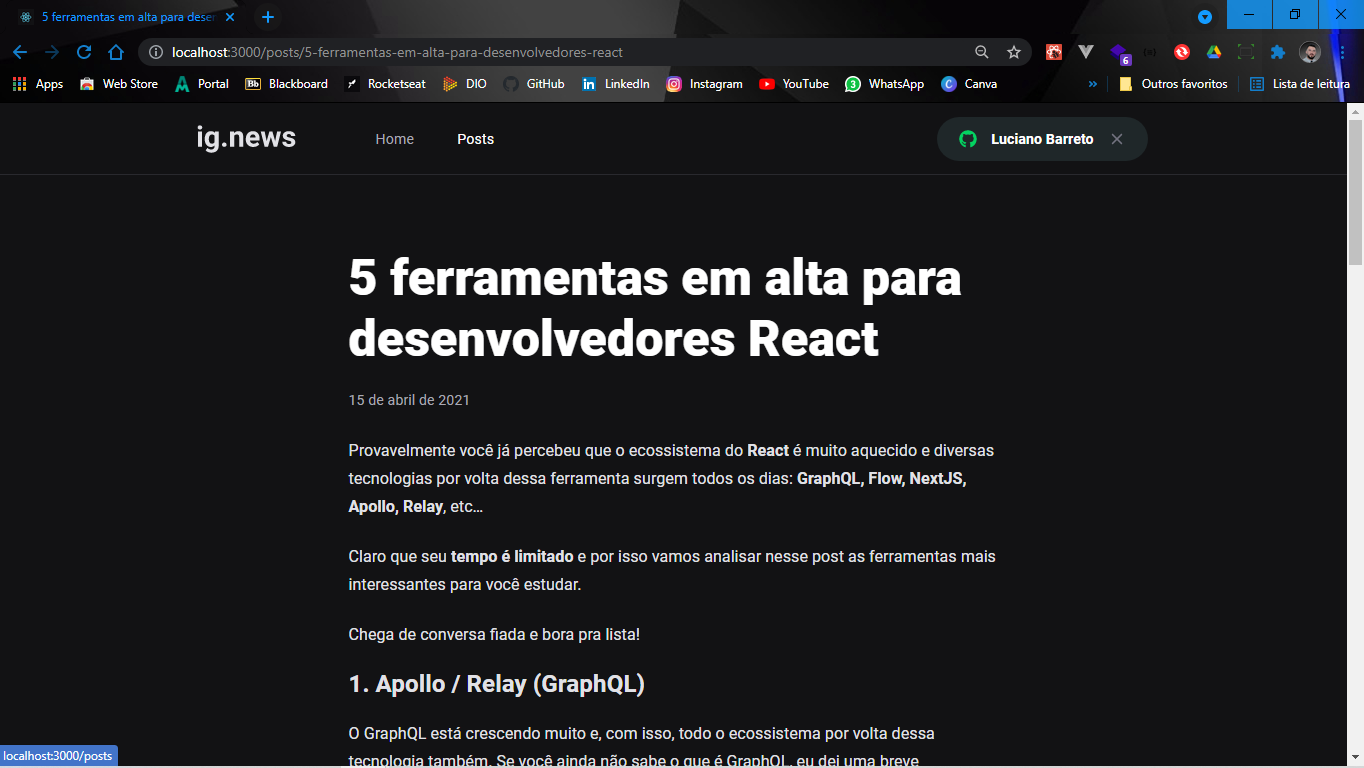 5 ferramentas em alta para deser
localhost:3000/posts/5-ferramentas-em-alta-para-desenvolvedores-react
6
Apps Web Store Portal Bb Blackboard Rocketseat DIO GitHub LinkedIn Instagram YouTube 3 WhatsApp C Canva » Outros favoritos Lista de leitura
ig.news Home Posts Luciano Barreto
5 ferramentas em alta para
desenvolvedores React
15 de abril de 2021
Provavelmente você já percebeu que o ecossistema do React é muito aquecido e diversas
tecnologias por volta dessa ferramenta surgem todos os dias: GraphQL, Flow, NextJS,
Apollo, Relay, etc…
Claro que seu tempo é limitado e por isso vamos analisar nesse post as ferramentas mais
interessantes para você estudar.
Chega de conversa fiada e bora pra lista!
1. Apollo / Relay (GraphQL)
O GraphQL está crescendo muito e, com isso, todo o ecossistema por volta dessa
tecnologia também. Se você ainda não sabe o que é GraphQL, eu dei uma breve
localhost:3000/posts